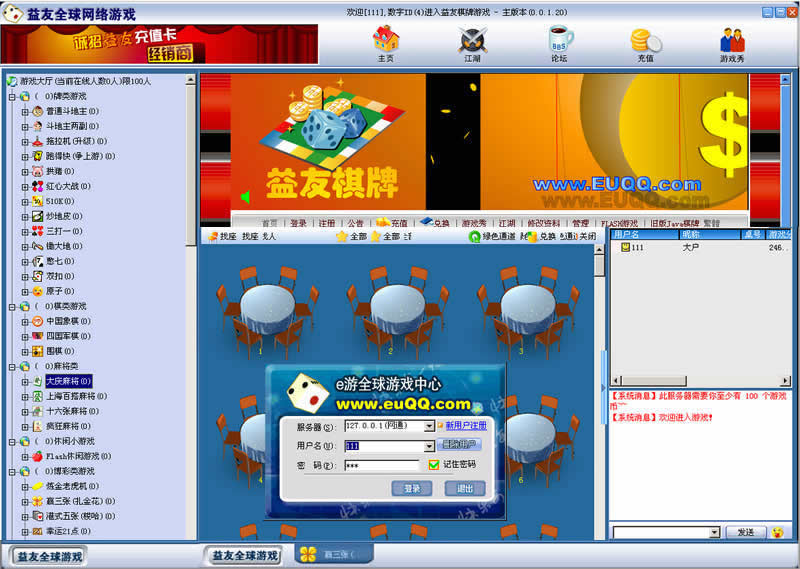 益友全球网络游戏
欢迎[111],数字ID(4)进入益友棋牌游戏 - 主版本(0.0.1.20)
诚招益友充值卡
经销商
主页
江湖
BBS
论坛
充值
游戏秀
游戏大厅(当前在线人数0人)限100人
( 0)牌类游戏
普通斗地主(0)
斗地主两副(0)
拖拉机(升级)(0)
跑得快(争上游)(0)
拱猪(0)
红心大战(0)
510K(0)
炒地皮(0)
三打一(0)
锄大地(0)
憋七(0)
双扣(0)
原子(0)
( 0)棋类游戏
中国象棋(0)
四国军棋(0)
围棋(0)
( 0)麻将类
大庆麻将(0)
上海百搭麻将(0)
十六张麻将(0)
疯狂麻将(0)
( 0)休闲小游戏
Flash休闲游戏(0)
( 0)博彩类游戏
炼金老虎机(0)
赢三张(扎金花)(0)
港式五张(梭哈)(0)
幸运21点(0)
益友棋牌
$
www.EUQQ.com
首页 登录 注册 公告 充值 兑换 游戏秀 江湖 修改资料 管理 FLASH游戏 旧版Java棋牌 繁體
找座 找座 找人 全部 全部 绿色通道 兑换 通道 关闭
用户名 昵称 桌号 游戏分
111 大户 246..
1
2
3
6
e游全球游戏中心
www.euQQ.com
服务器(S): 127.0.0.1(网通) 新用户注册
用户名(U): 111 删除用户
密 码(P): *** 记住密码
登录 退出
【系统消息】此服务器需要你至少有 100 个游戏币~~
【系统消息】欢迎进入游戏!
发送
益友全球游戏
益友全球游戏
赢三张(